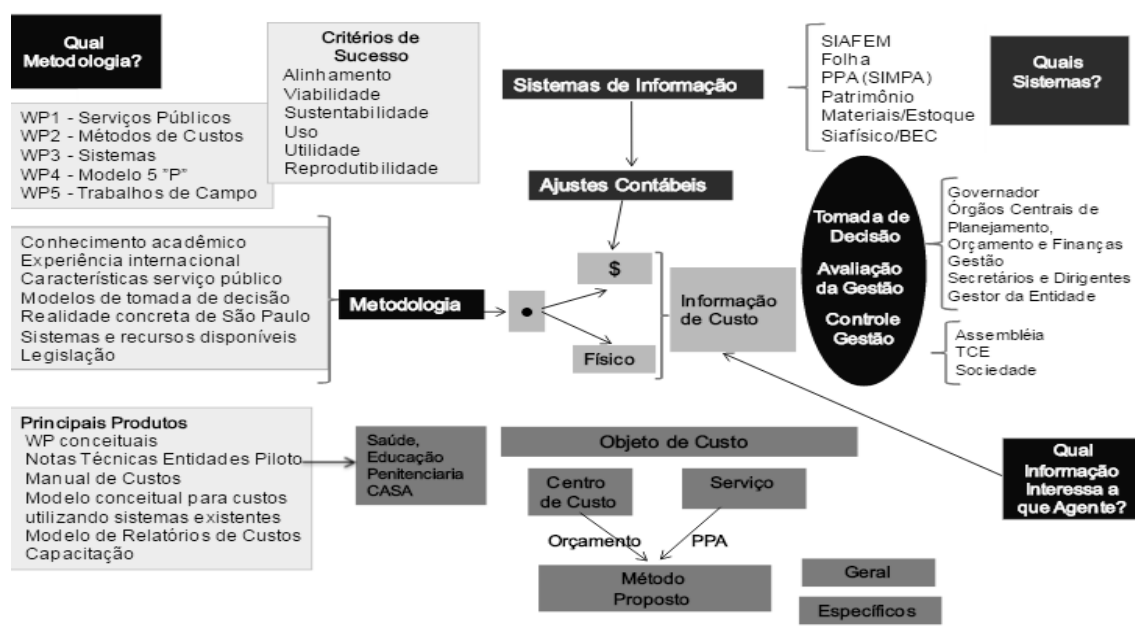 Qual
Metodologia?
WP1 - Serviços Públicos
WP2 - Métodos de Custos
WP3 - Sistemas
WP4 - Modelo 5 "P"
WP5 - Trabalhos de Campo
Critérios de
Sucesso
Alinhamento
Viabilidade
Sustentabilidade
Uso
Utilidade
Reprodutibilidade
Sistemas de Informação
SIAFEM
Folha
PPA (SIMPA)
Patrimônio
Materiais/Estoque
Siafísico/BEC
Quais
Sistemas?
Ajustes Contábeis
Conhecimento acadêmico
Experiência internacional
Características serviço público
Modelos de tomada de decisão
Realidade concreta de São Paulo
Sistemas e recursos disponíveis
Legislação
Metodologia
$
Físico
Informação
de Custo
Tomada de
Decisão
Avaliação
da Gestão
Controle
Gestão
Governador
Órgãos Centrais de
Planejamento,
Orçamento e Finanças
Gestão
Secretários e Dirigentes
Gestor da Entidade
Assembléia
TCE
Sociedade
Principais Produtos
WP conceituais
Notas Técnicas Entidades Piloto
Manual de Custos
Modelo conceitual para custos
utilizando sistemas existentes
Modelo de Relatórios de Custos
Capacitação
Saúde,
Educação
Penitenciaria
CASA
Objeto de Custo
Centro
de Custo
Serviço
Orçamento
PPA
Método
Proposto
Geral
Específicos
Qual
Informação
Interessa a
que Agente?